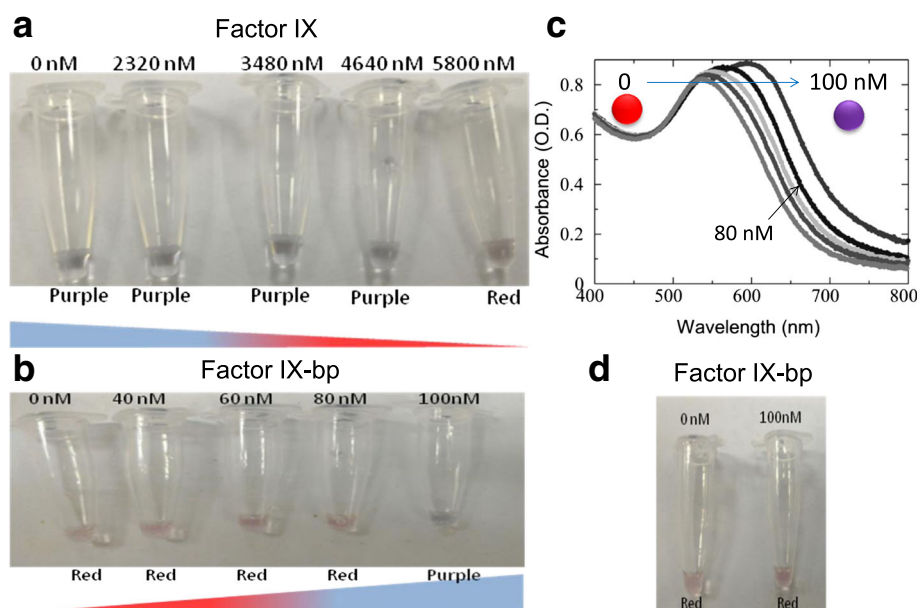 a
Factor IX
0 nM 2320 nM 3480 nM 4640 nM 5800 nM
Purple Purple Purple Purple Red
b
Factor IX-bp
0 nM 40 nM 60 nM 80 nM 100nM
Red Red Red Red Purple
c
Absorbance (O.D.)
0.8
0.6
0.4
0.2
0
0 100 nM
80 nM
400 500 600 700 800
Wavelength (nm)
d
Factor IX-bp
0 nM 100nM
Red Red